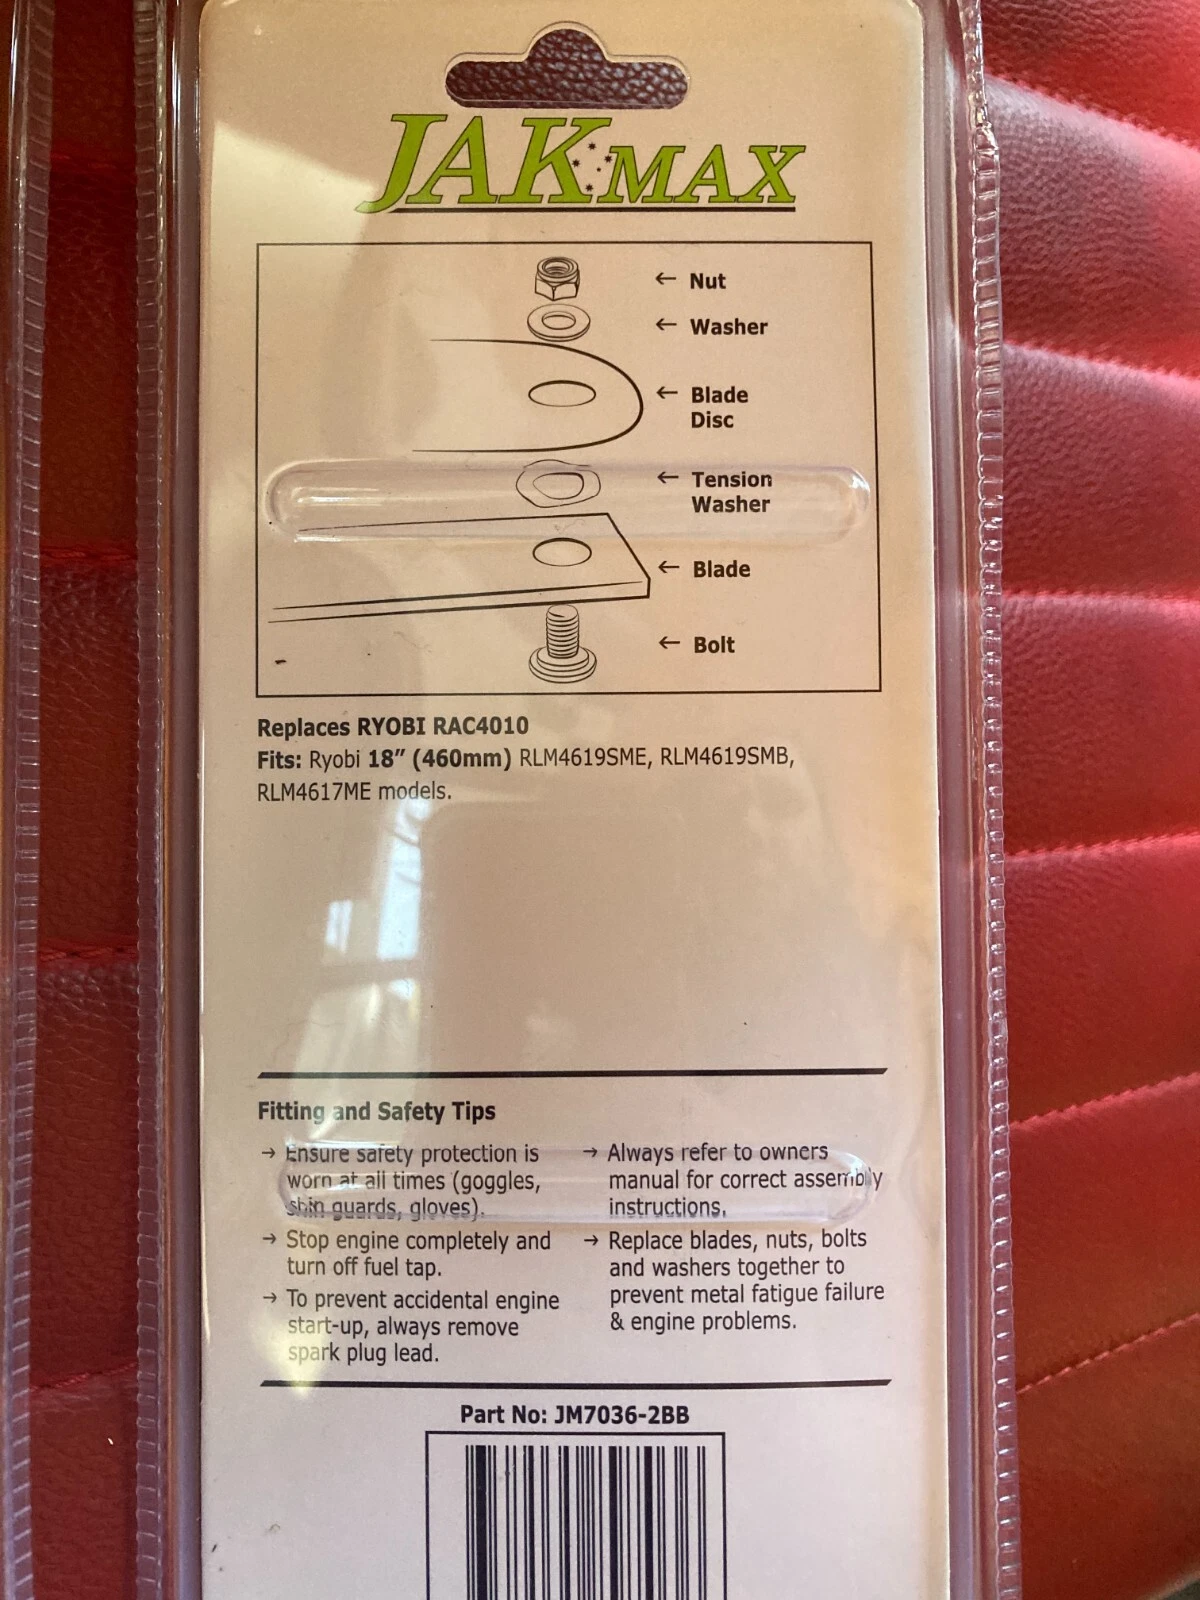 JAKMAX
← Nut
← Washer
← Blade
Disc
← Tension
Washer
← Blade
← Bolt
Replaces RYOBI RAC4010
Fits: Ryobi 18” (460mm) RLM4619SME, RLM4619SMB,
RLM4617ME models.
Fitting and Safety Tips
→ Ensure safety protection is
worn at all times (goggles,
shin guards, gloves).
→ Stop engine completely and
turn off fuel tap.
→ To prevent accidental engine
start-up, always remove
spark plug lead.
→ Always refer to owners
manual for correct assembly
instructions.
→ Replace blades, nuts, bolts
and washers together to
prevent metal fatigue failure
& engine problems.
Part No: JM7036-2BB